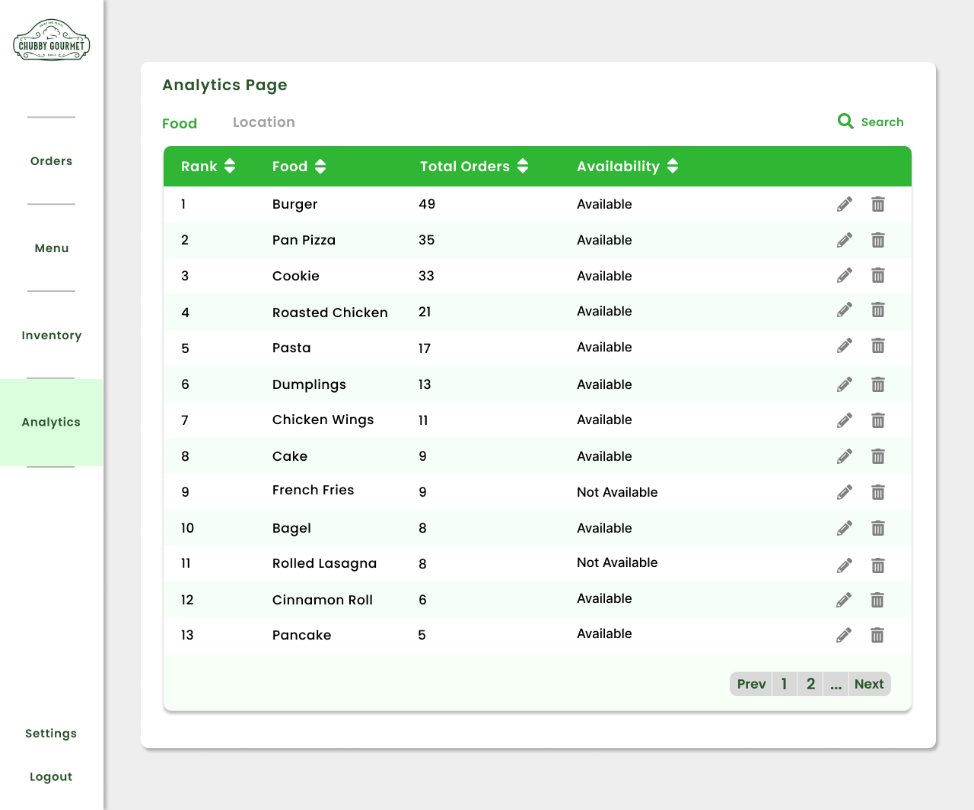 CHUBBY GOURMET
Orders
Menu
Inventory
Analytics
Settings
Logout
Analytics Page
Food Location Search
Rank Food Total Orders Availability
1 Burger 49 Available
2 Pan Pizza 35 Available
3 Cookie 33 Available
4 Roasted Chicken 21 Available
5 Pasta 17 Available
6 Dumplings 13 Available
7 Chicken Wings 11 Available
8 Cake 9 Available
9 French Fries 9 Not Available
10 Bagel 8 Available
11 Rolled Lasagna 8 Not Available
12 Cinnamon Roll 6 Available
13 Pancake 5 Available
Prev 1 2 ... Next